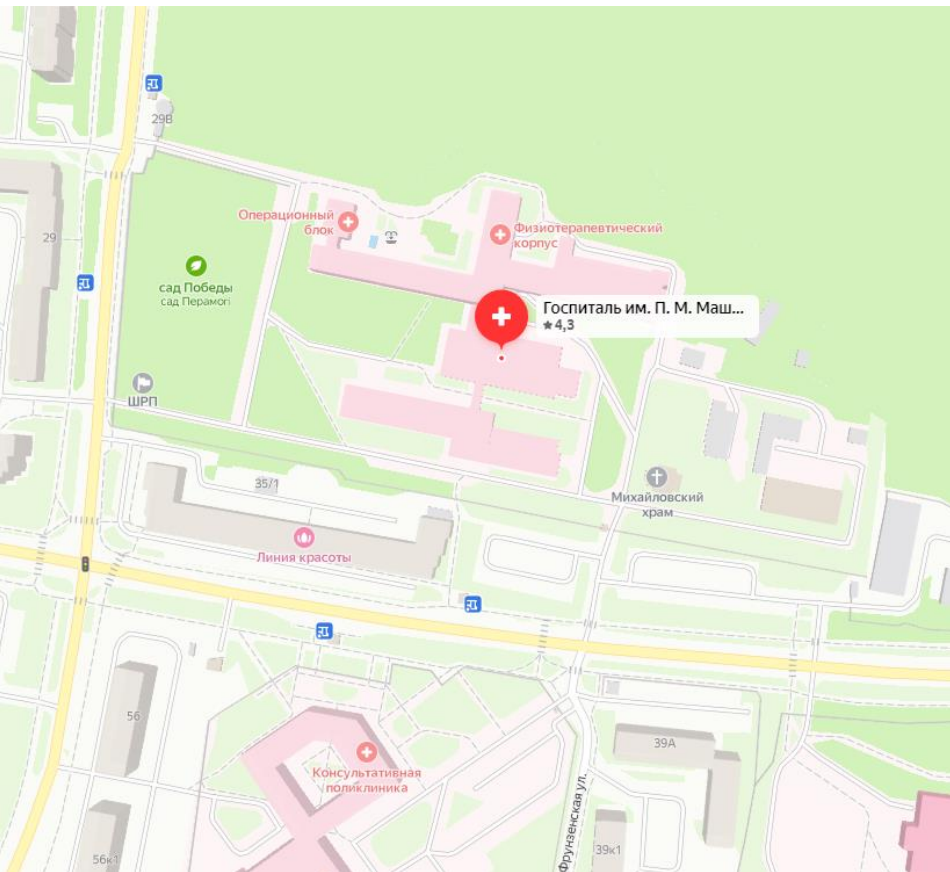 29В
Операционный
блок
Физиотерапевтический
корпус
29
сад Победы
сад Перамогі
Госпиталь им. П. М. Маш...
4,3
ШРП
35/1
Михайловский
храм
Линия красоты
56
39А
Консультативная
поликлиника
Фрунзенская ул.
56к1
39к1